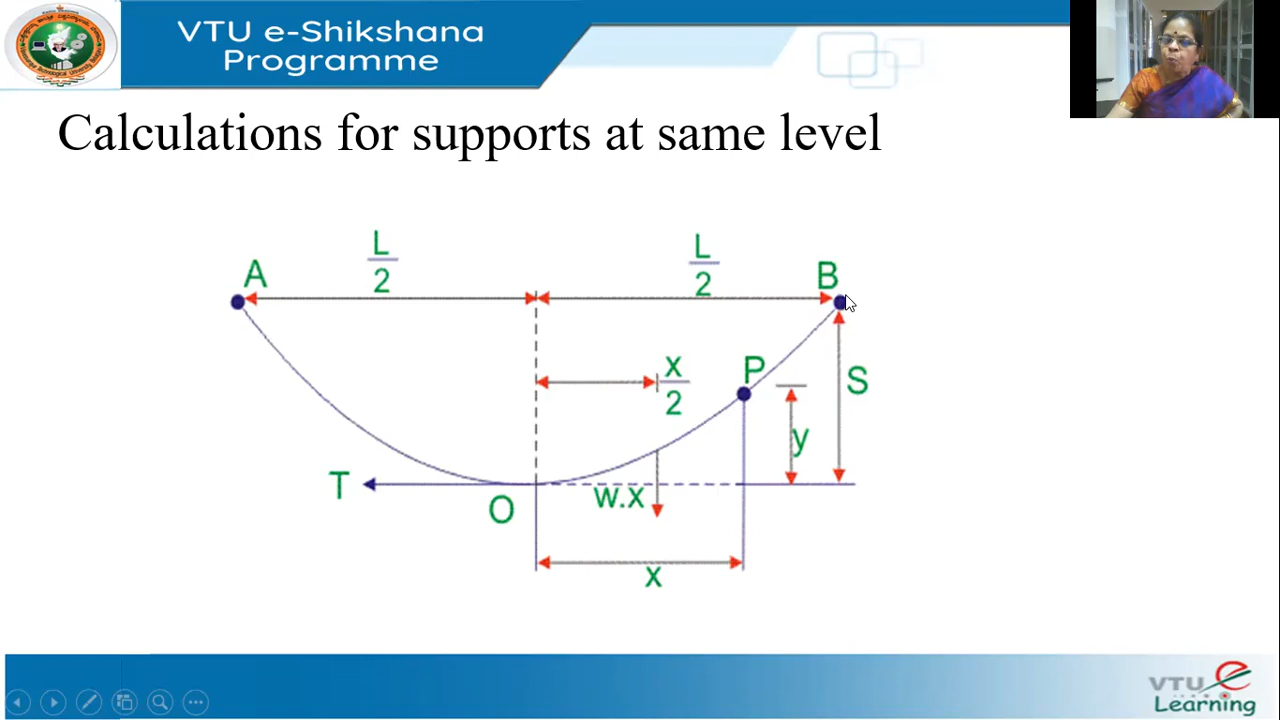 VTU e-Shikshana
Programme
Calculations for supports at same level
L
2
L
2
A
B
x
2
P
S
y
T
O
w.x
x
VTU e
Learning